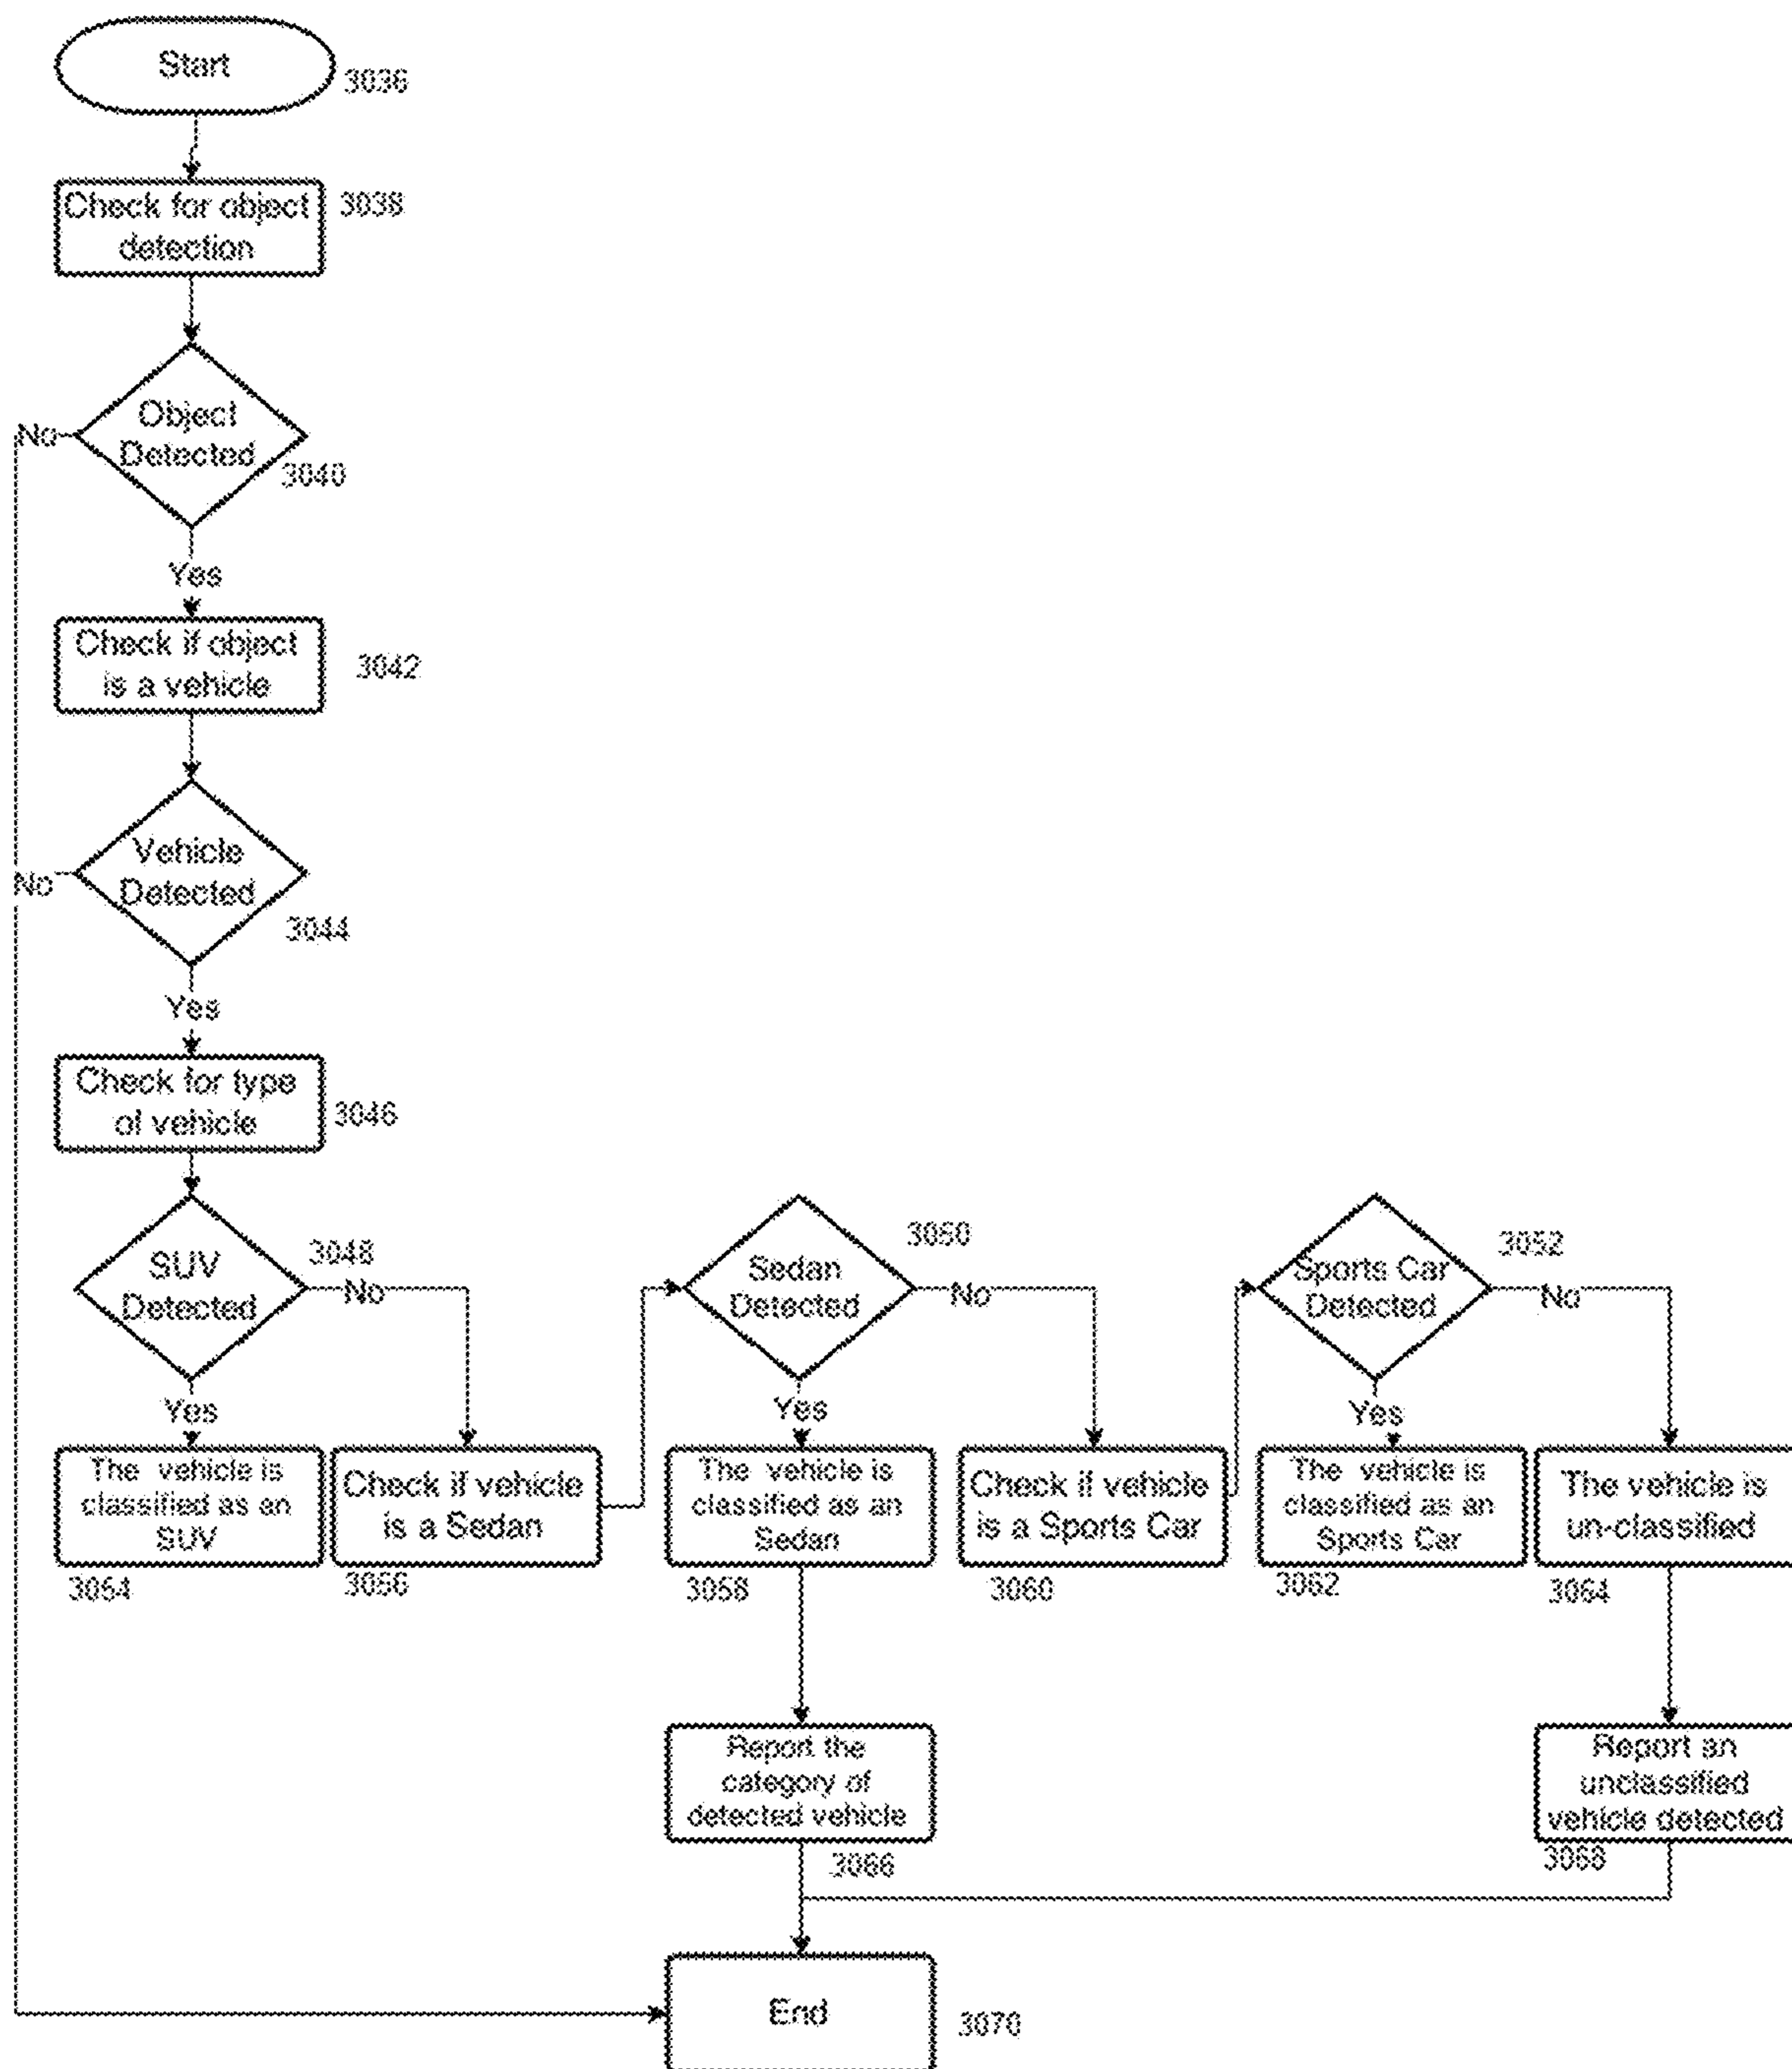 Start
3036
Check for object
detection
3038
Object
Detected
3040
No
Yes
Check if object
is a vehicle
3042
Vehicle
Detected
3044
No
Yes
Check for type
of vehicle
3046
SUV
Detected
3048
No
Yes
Sedan
Detected
3050
No
Yes
Sports Car
Detected
3052
No
Yes
The vehicle is
classified as an
SUV
3054
Check if vehicle
is a Sedan
3056
The vehicle is
classified as an
Sedan
3058
Check if vehicle
is a Sports Car
3060
The vehicle is
classified as an
Sports Car
3062
The vehicle is
un-classified
3064
Report the
category of
detected vehicle
3066
Report an
unclassified
vehicle detected
3068
End
3070